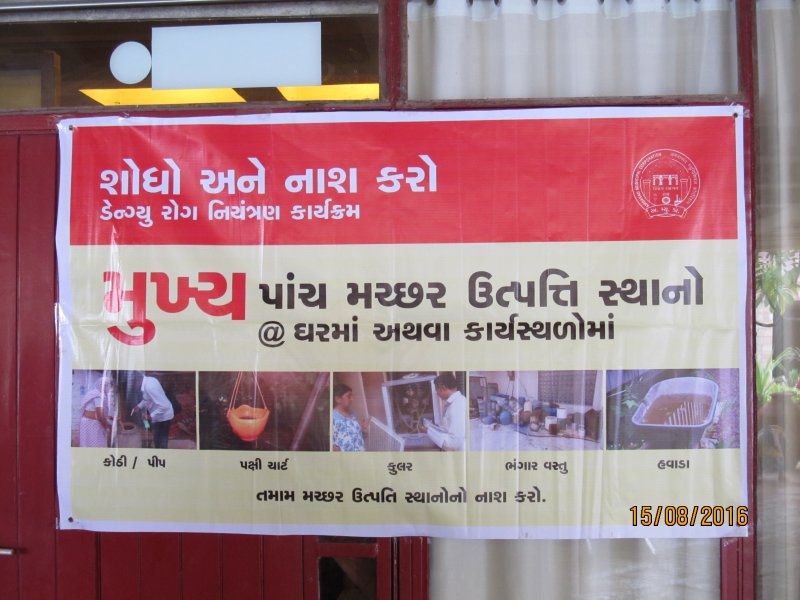 શોધો અને નાશ કરો
ડેન્ગ્યુ રોગ નિયંત્રણ કાર્યક્રમ
મુખ્ય પાંચ મચ્છર ઉત્પત્તિ સ્થાનો
@ ઘરમાં અથવા કાર્યસ્થળોમાં
કોઠી / પીપ
પક્ષી ચાર્ટ
કુલર
ભંગાર વસ્તુ
હવાડા
તમામ મચ્છર ઉત્પતિ સ્થાનોનો નાશ કરો.
15/08/2016